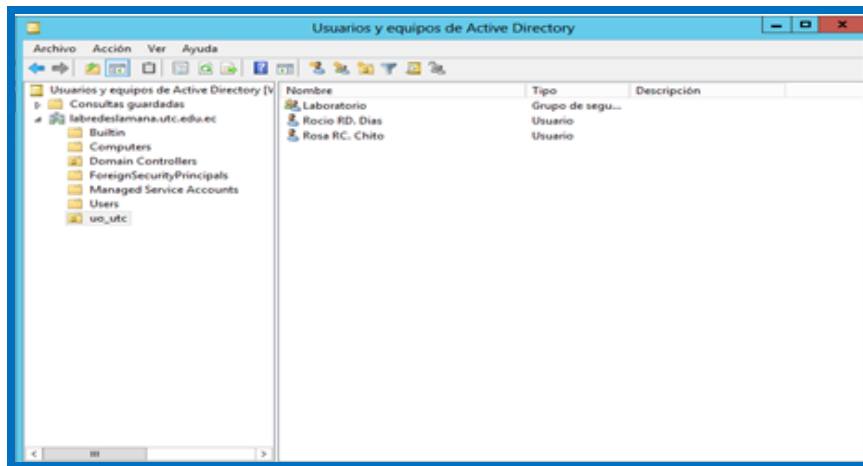 Usuarios y equipos de Active Directory
Archivo Acción Ver Ayuda
Usuarios y equipos de Active Directory [V
Consultas guardadas
labredeslamana.utc.edu.ec
Builtin
Computers
Domain Controllers
ForeignSecurityPrincipals
Managed Service Accounts
Users
uo_utc
Nombre Tipo Descripción
Laboratorio Grupo de segu...
Rocio RD. Dias Usuario
Rosa RC. Chito Usuario